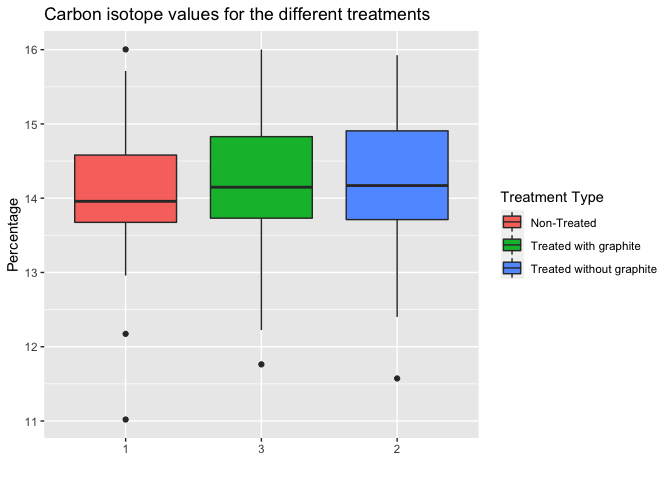 Carbon isotope values for the different treatments
16
15
14
13
12
11
Percentage
1
3
2
Treatment Type
Non-Treated
Treated with graphite
Treated without graphite